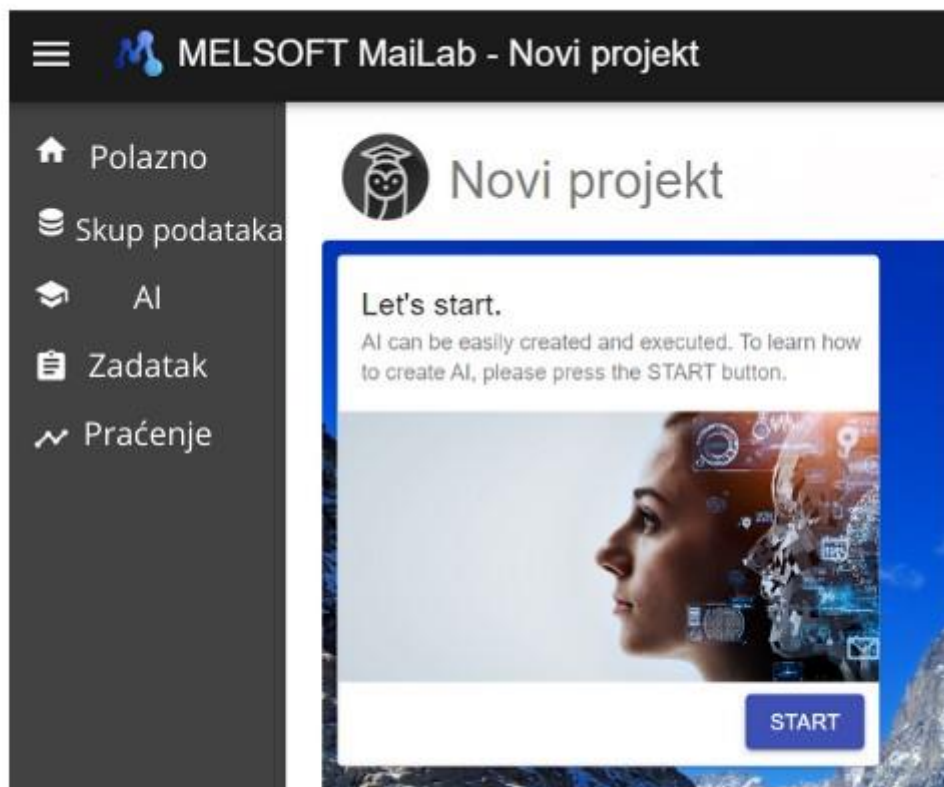 MELSOFT MaiLab - Novi projekt
Polazno
Skup podataka
AI
Zadatak
Praćenje
Novi projekt
Let's start.
AI can be easily created and executed. To learn how
to create AI, please press the START button.
START